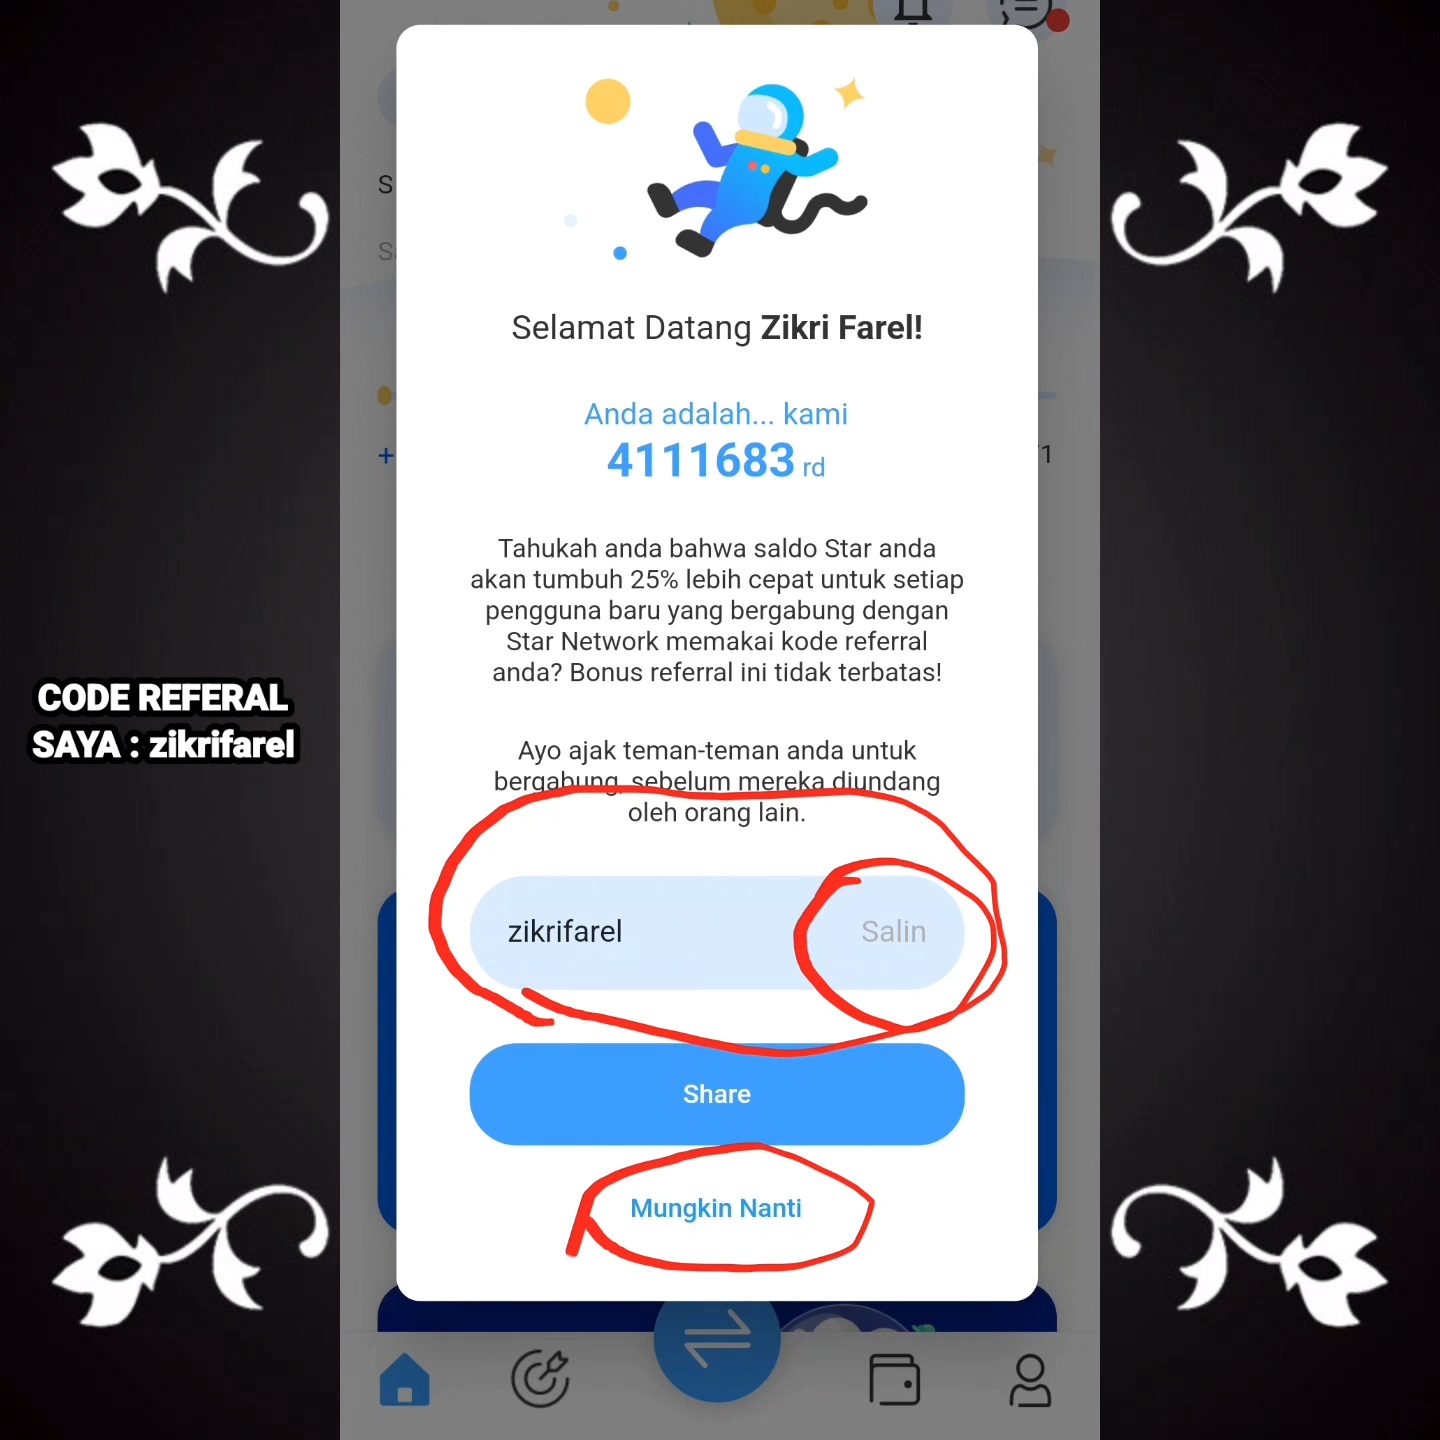 Selamat Datang Zikri Farel!
Anda adalah... kami
4111683 rd
Tahukah anda bahwa saldo Star anda
akan tumbuh 25% lebih cepat untuk setiap
pengguna baru yang bergabung dengan
Star Network memakai kode referral
anda? Bonus referral ini tidak terbatas!
Ayo ajak teman-teman anda untuk
bergabung, sebelum mereka diundang
oleh orang lain.
zikrifarel
Salin
Share
Mungkin Nanti
CODE REFERAL
SAYA : zikrifarel